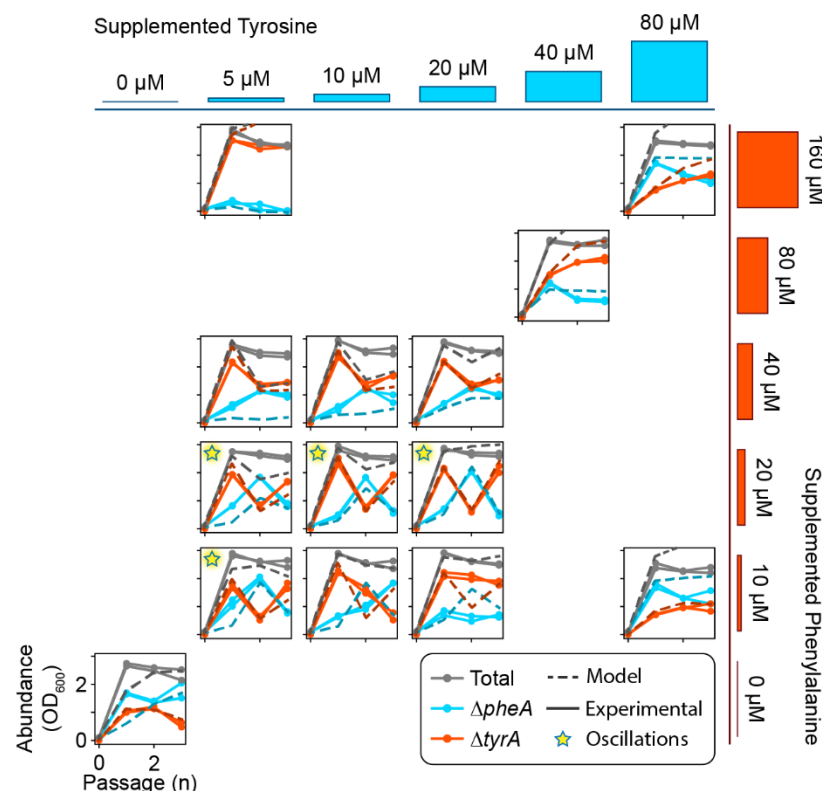 Supplemented Tyrosine
0 µM
5 µM
10 µM
20 µM
40 µM
80 µM
160 µM
80 µM
40 µM
20 µM
10 µM
0 µM
Supplemented Phenylalanine
Abundance
(OD600)
2
0
0
2
Passage (n)
Total
ΔpheA
ΔtyrA
Model
Experimental
Oscillations